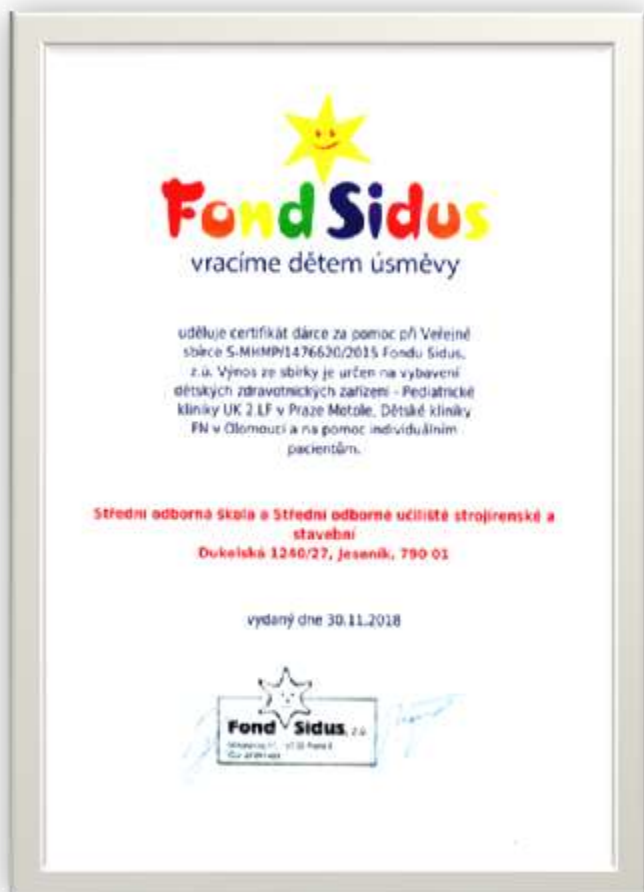 Fond Sidus
vracíme dětem úsměvy
uděluje certifikát dárce za pomoc při Veřejné
sbírce S-MHMP/1476620/2015 Fondu Sidus,
z.ú. Výnos ze sbírky je určen na vybavení
dětských zdravotnických zařízení - Pediatrické
kliniky UK 2.LF v Praze Motole, Dětské kliniky
FN v Olomouci a na pomoc individuálním
pacientům.
Střední odborná škola a Střední odborné učiliště strojírenské a
stavební
Dukelská 1240/27, Jeseník, 790 01
vydaný dne 30.11.2018
Fond Sidus, z.ú.